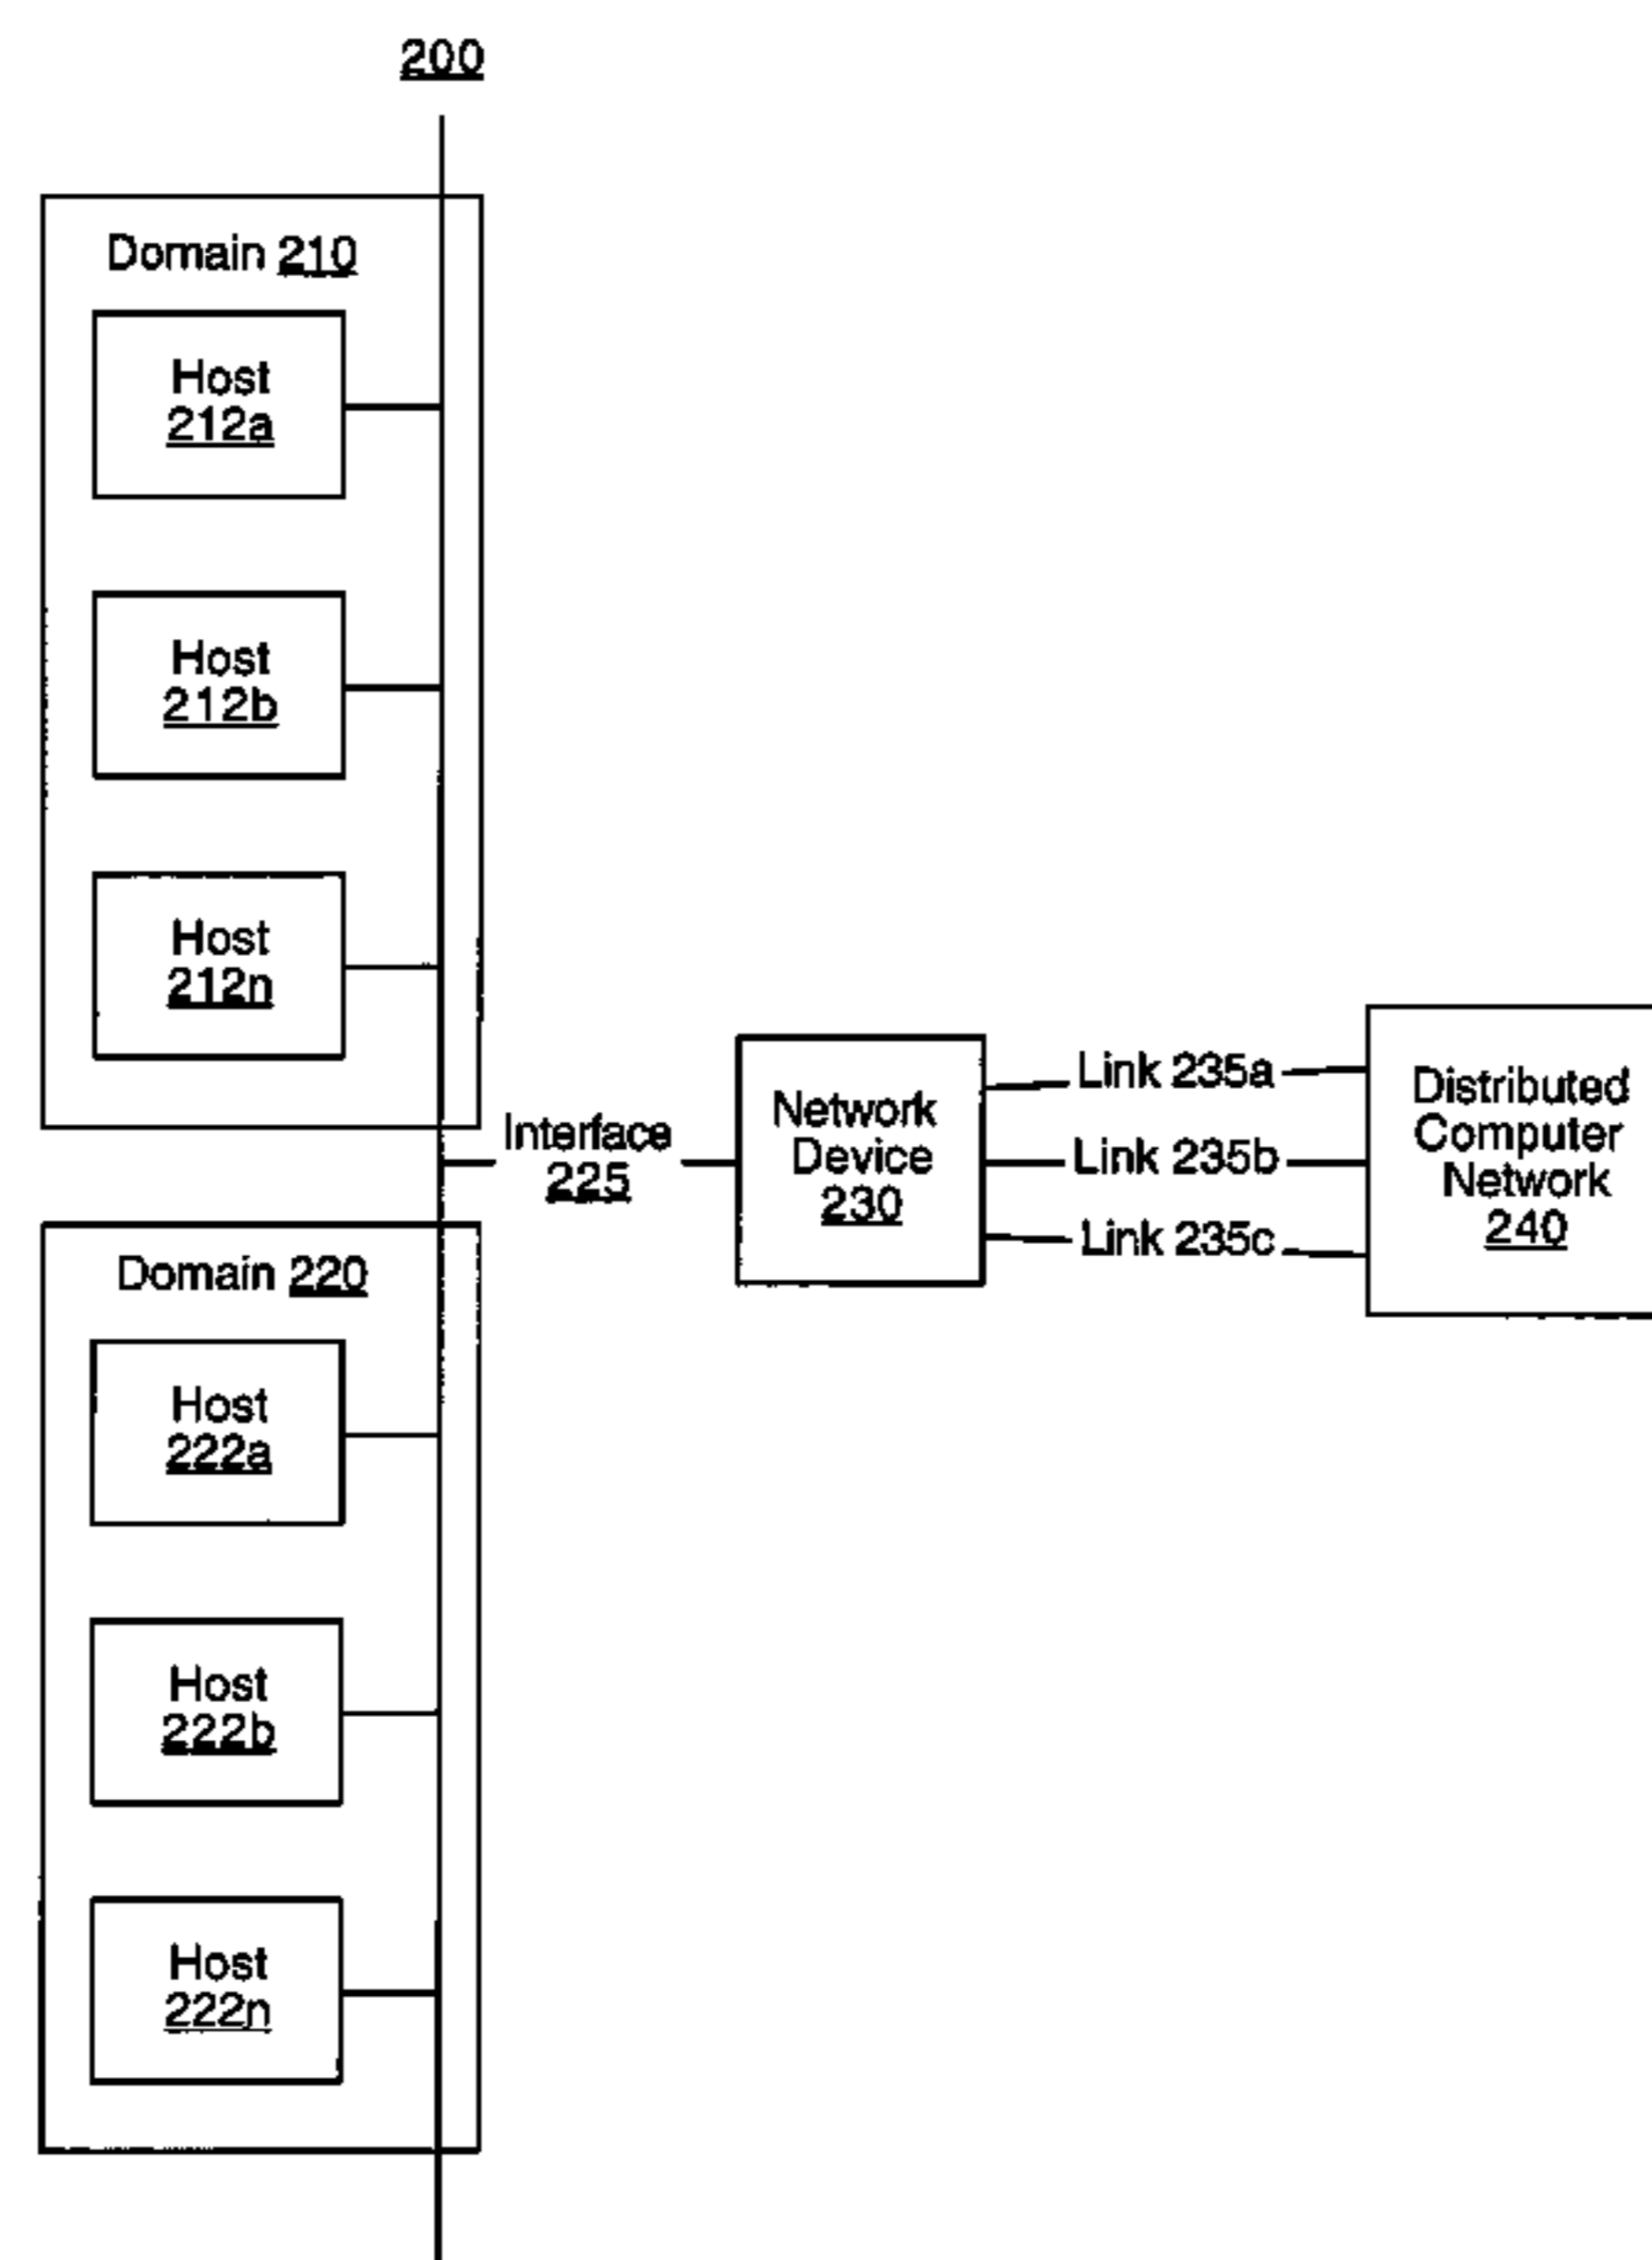 200
Domain 210
Host
212a
Host
212b
Host
212n
Interface
225
Network
Device
230
Link 235a
Link 235b
Link 235c
Distributed
Computer
Network
240
Domain 220
Host
222a
Host
222b
Host
222n